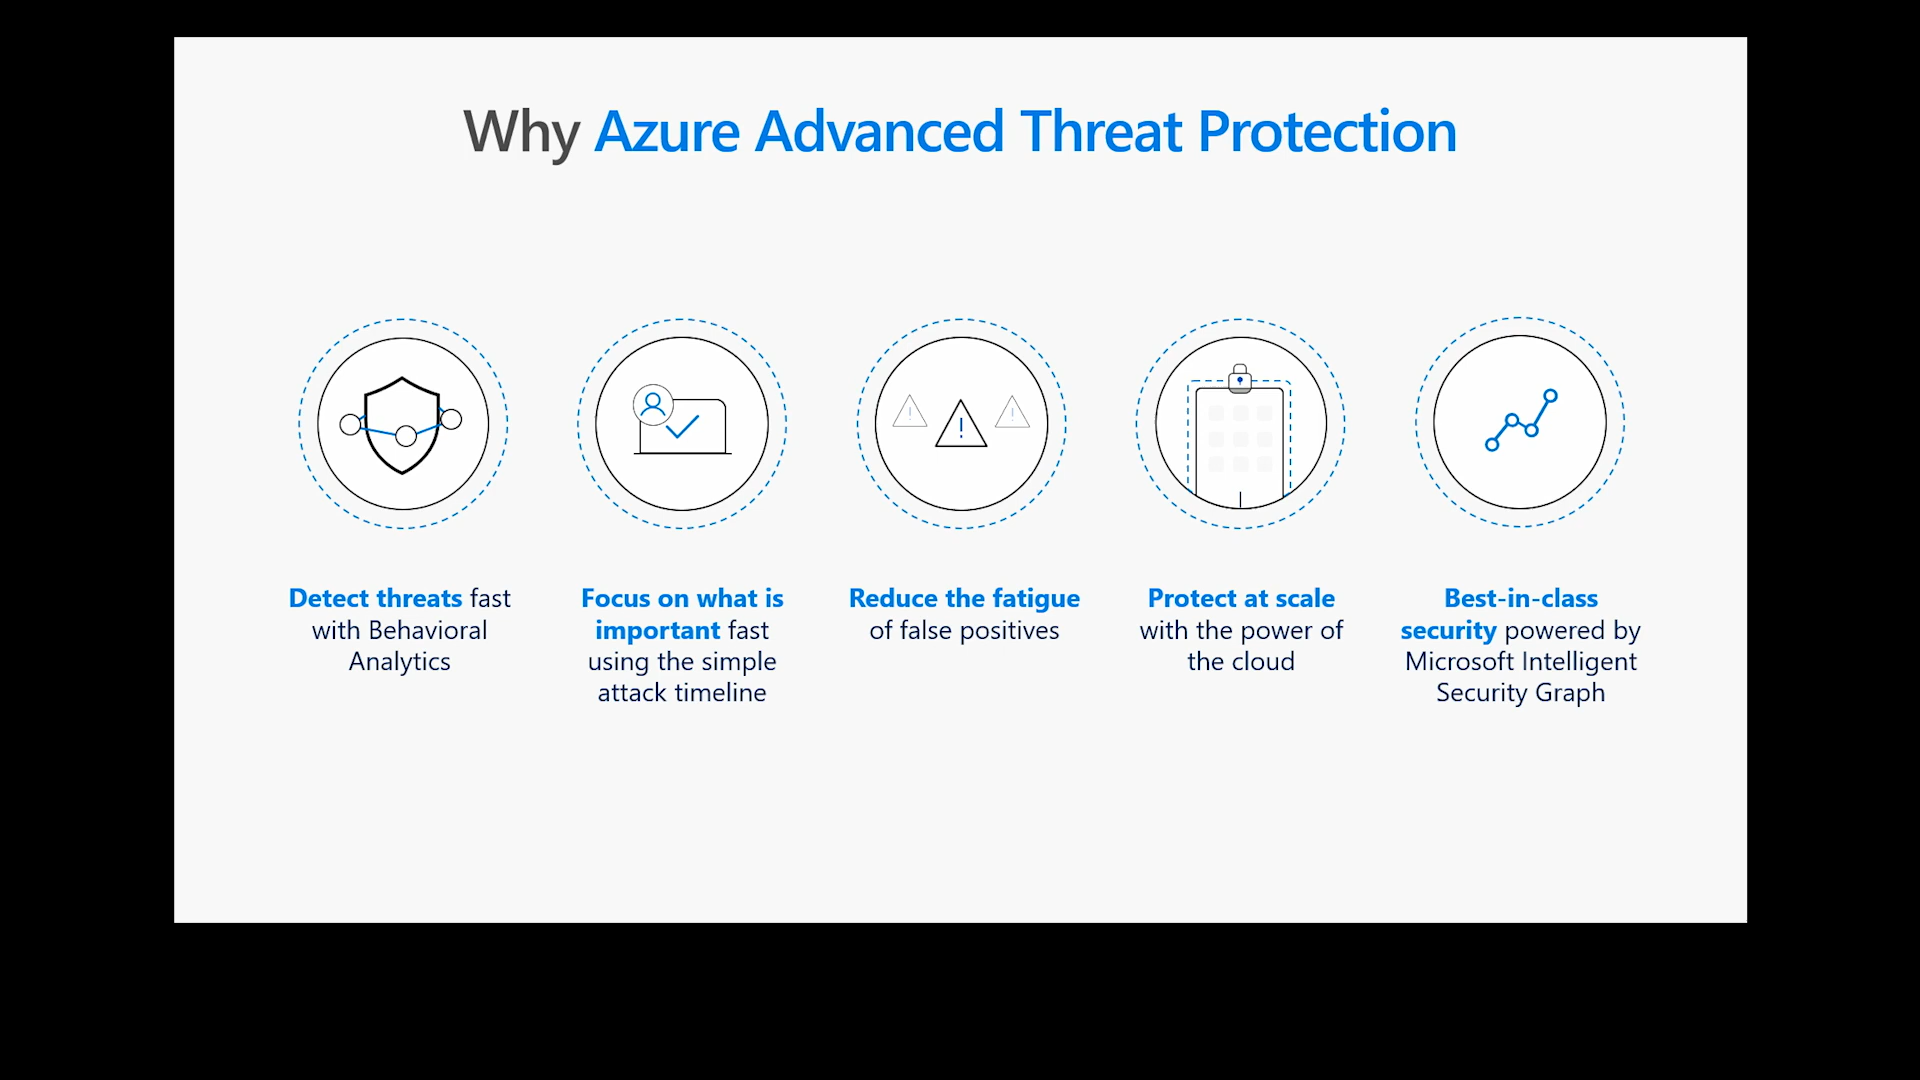 Why Azure Advanced Threat Protection
Detect threats fast
with Behavioral
Analytics
Focus on what is
important fast
using the simple
attack timeline
Reduce the fatigue
of false positives
Protect at scale
with the power of
the cloud
Best-in-class
security powered by
Microsoft Intelligent
Security Graph